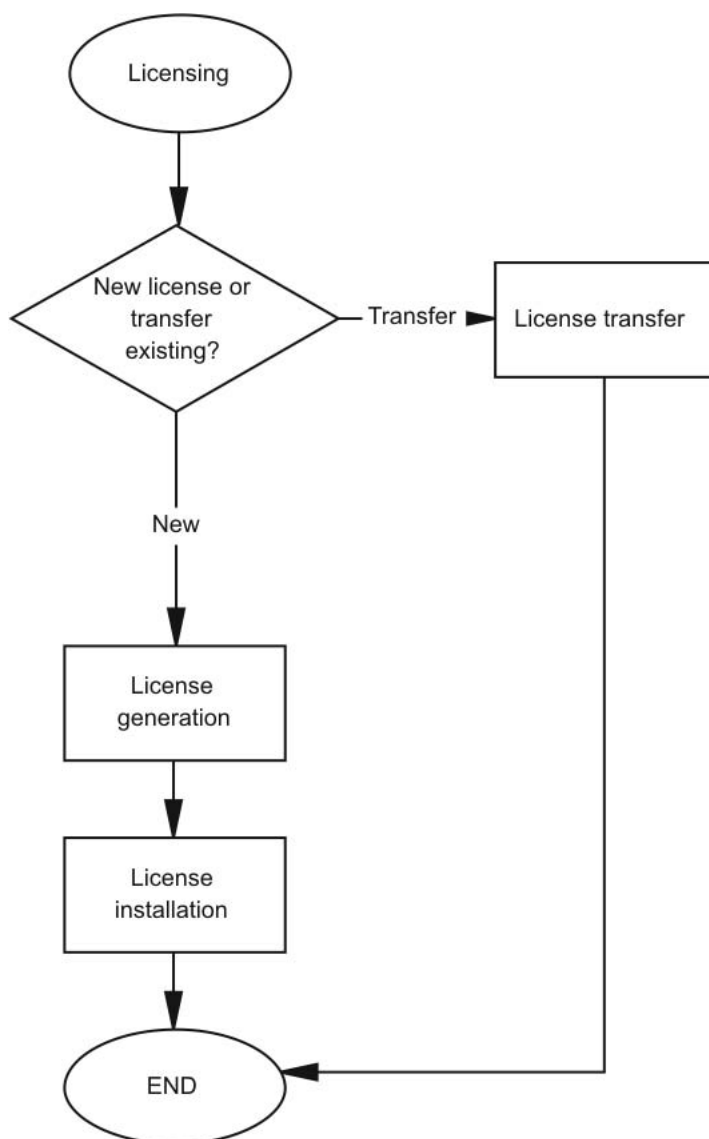 Licensing
New license or
transfer
existing?
Transfer
License transfer
New
License
generation
License
installation
END